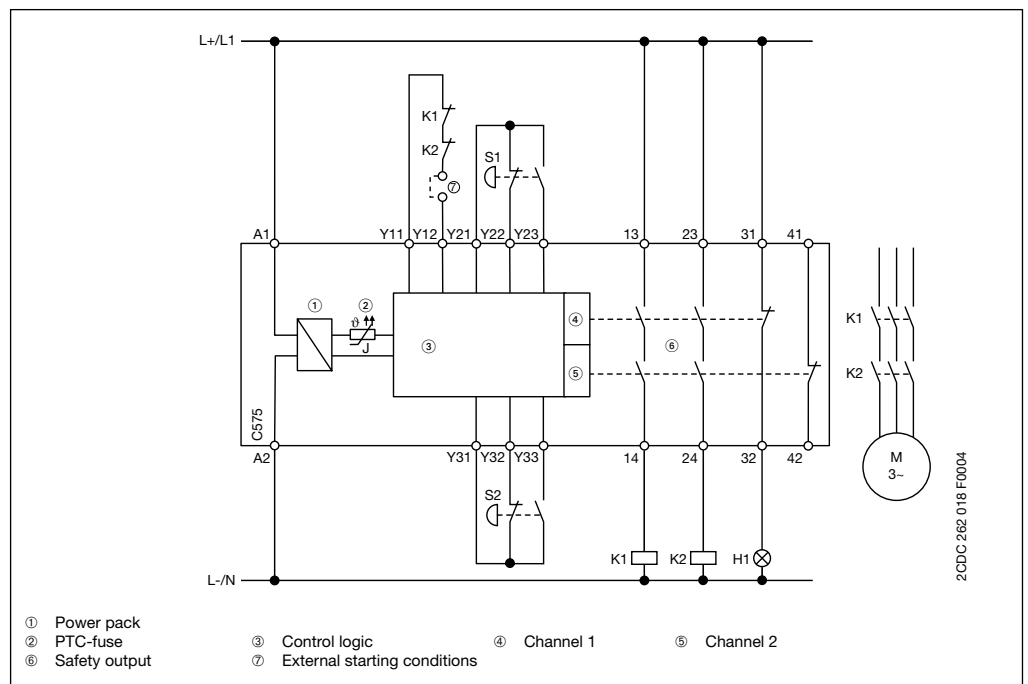 L+/L1
K1
K2
⑦
S1
A1 Y11 Y12 Y21 Y22 Y23 13 23 31 41
① ② ③ ④ ⑤ ⑥
ϑ
J
K1
K2
C575
A2 Y31 Y32 Y33 14 24 32 42
M
3~
S2
K1 K2 H1
L-/N
2CDC 262 018 F0004
① Power pack
② PTC-fuse ③ Control logic ④ Channel 1 ⑤ Channel 2
⑥ Safety output ⑦ External starting conditions